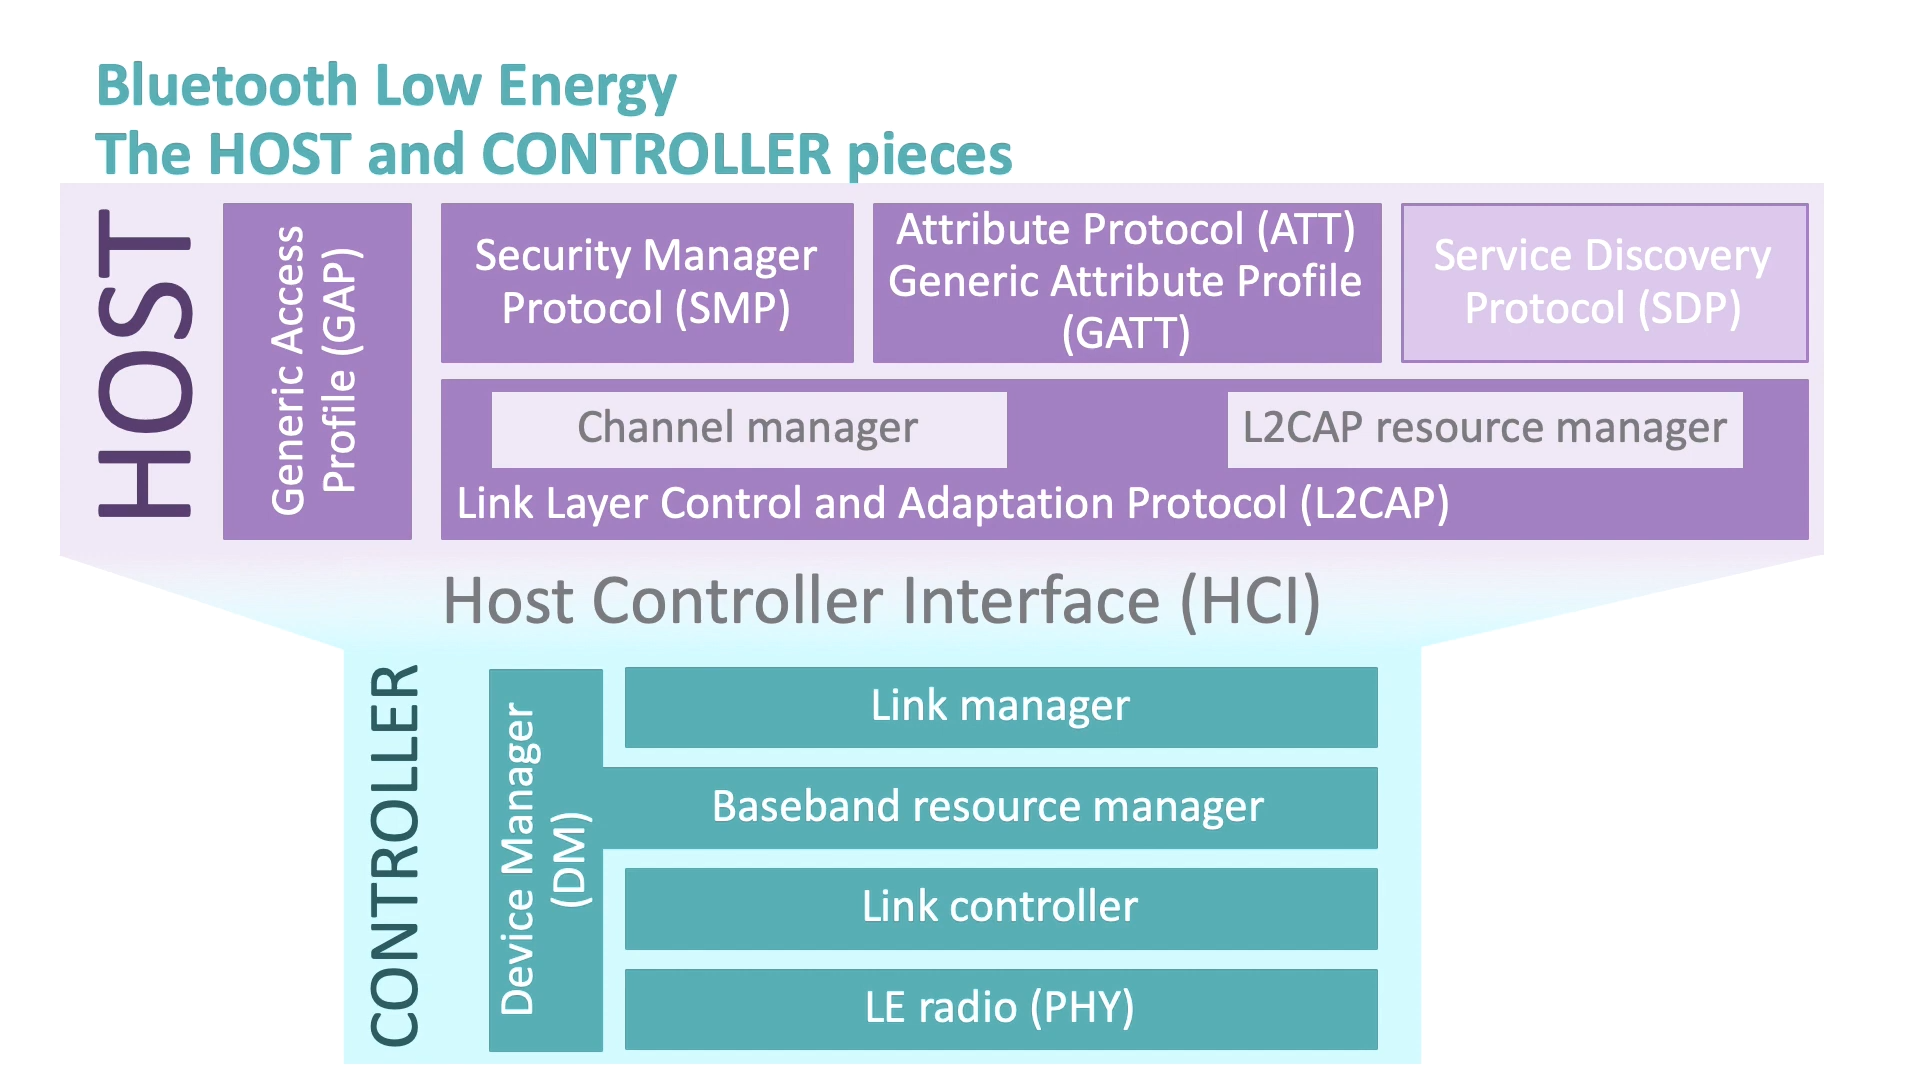 Bluetooth Low Energy
The HOST and CONTROLLER pieces
HOST
Generic Access
Profile (GAP)
Security Manager
Protocol (SMP)
Attribute Protocol (ATT)
Generic Attribute Profile
(GATT)
Service Discovery
Protocol (SDP)
Channel manager
L2CAP resource manager
Link Layer Control and Adaptation Protocol (L2CAP)
Host Controller Interface (HCI)
CONTROLLER
Device Manager
(DM)
Link manager
Baseband resource manager
Link controller
LE radio (PHY)